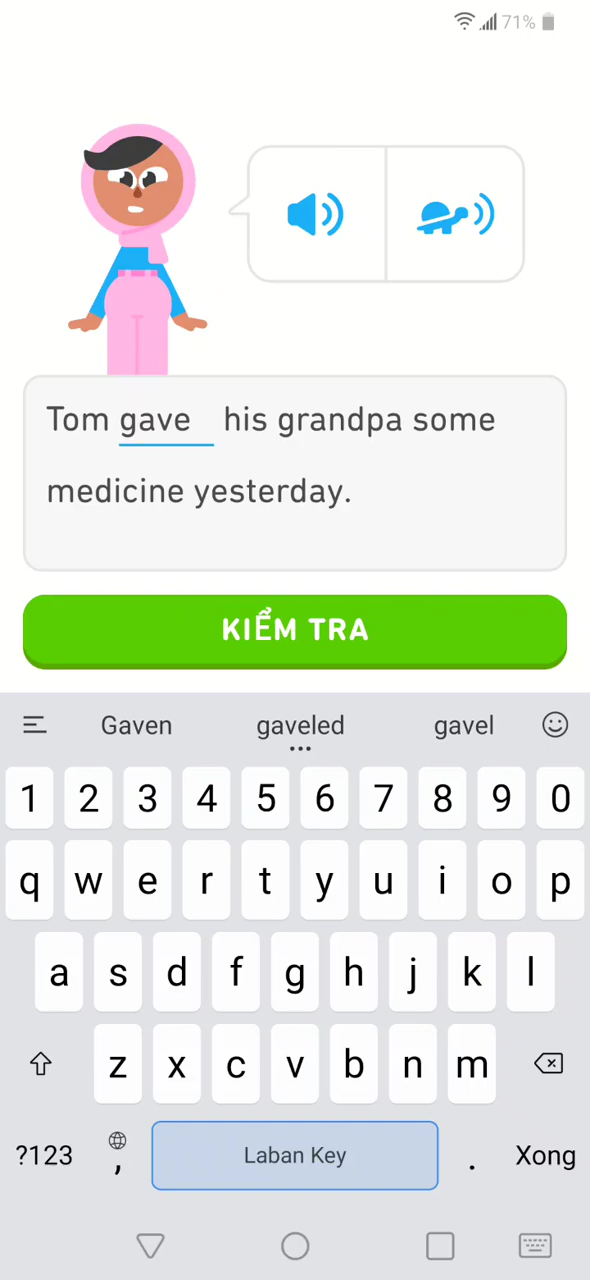 71%
Tom gave his grandpa some
medicine yesterday.
KIỂM TRA
Gaven gaveled gavel
1 2 3 4 5 6 7 8 9 0
q w e r t y u i o p
a s d f g h j k l
z x c v b n m
?123 , Laban Key . Xong